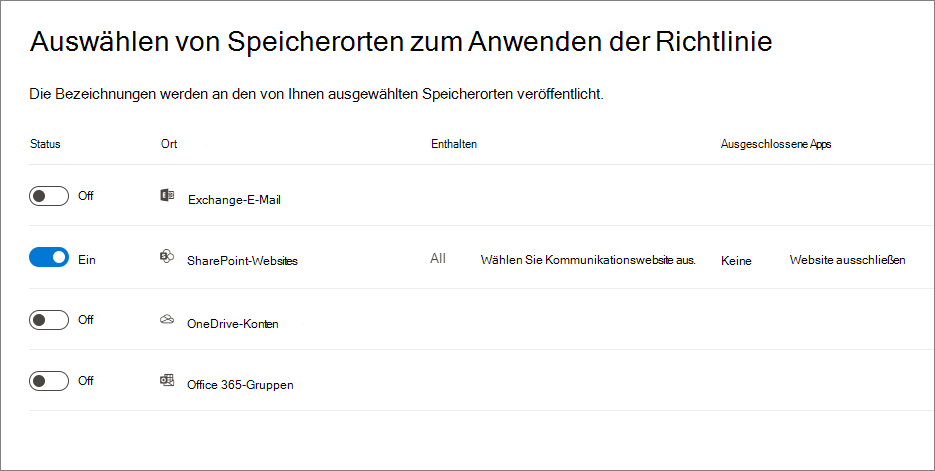 Auswählen von Speicherorten zum Anwenden der Richtlinie
Die Bezeichnungen werden an den von Ihnen ausgewählten Speicherorten veröffentlicht.
Status Ort Enthalten Ausgeschlossene Apps
Off Exchange-E-Mail
Ein SharePoint-Websites All Wählen Sie Kommunikationswebsite aus. Keine Website ausschließen
Off OneDrive-Konten
Off Office 365-Gruppen